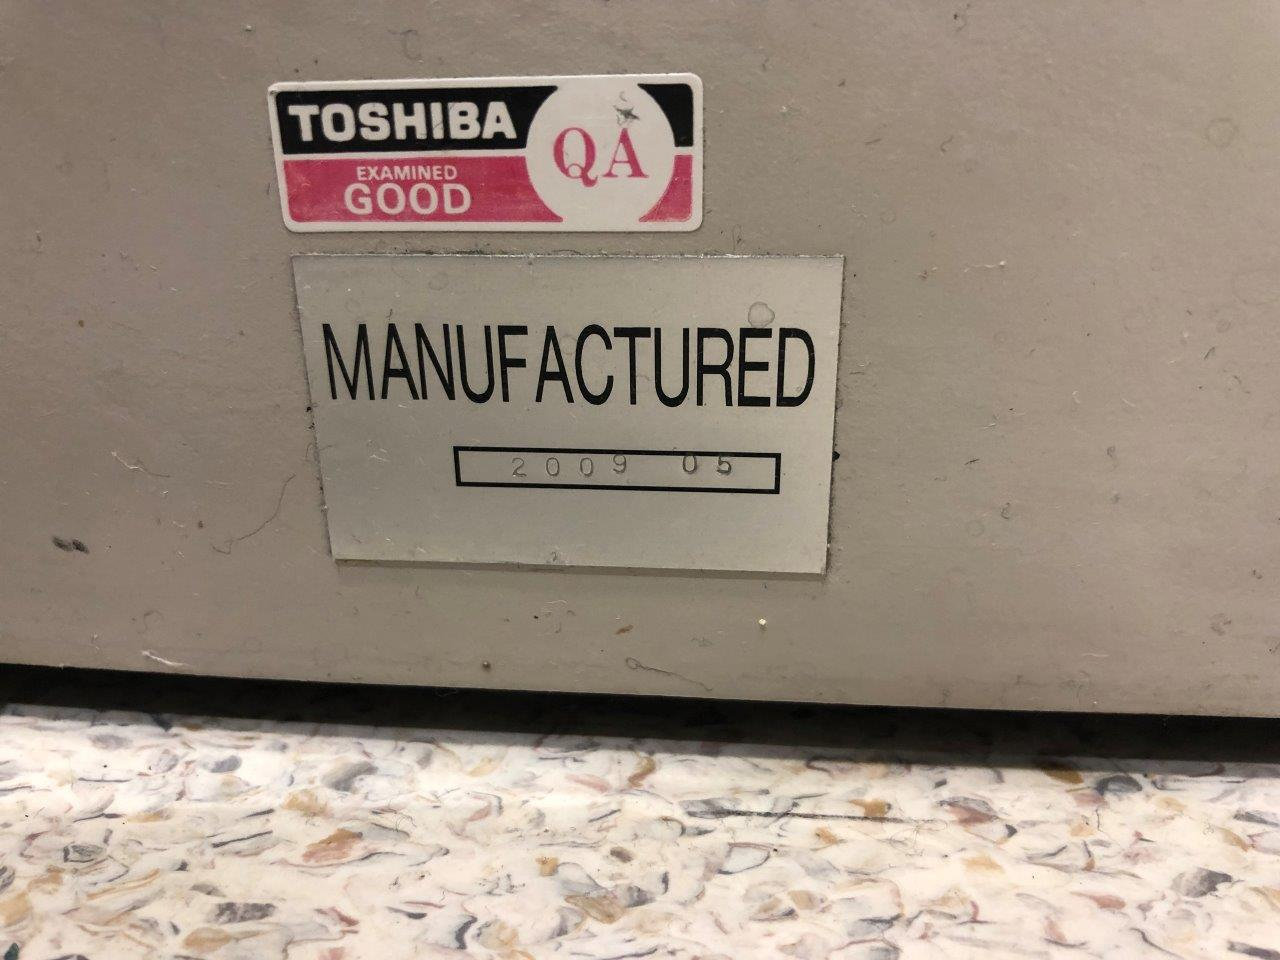 TOSHIBA
EXAMINED
GOOD
QA
MANUFACTURED
2009 05